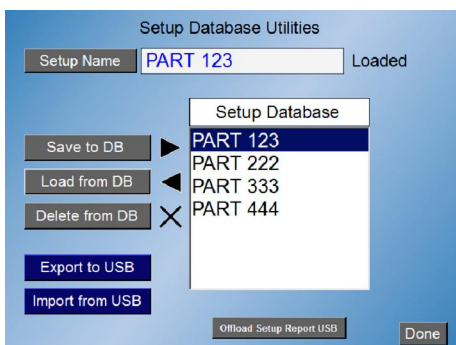 Setup Database Utilities
Setup Name PART 123 Loaded
Setup Database
Save to DB
Load from DB
Delete from DB
PART 123
PART 222
PART 333
PART 444
Export to USB
Import from USB
Offload Setup Report USB
Done